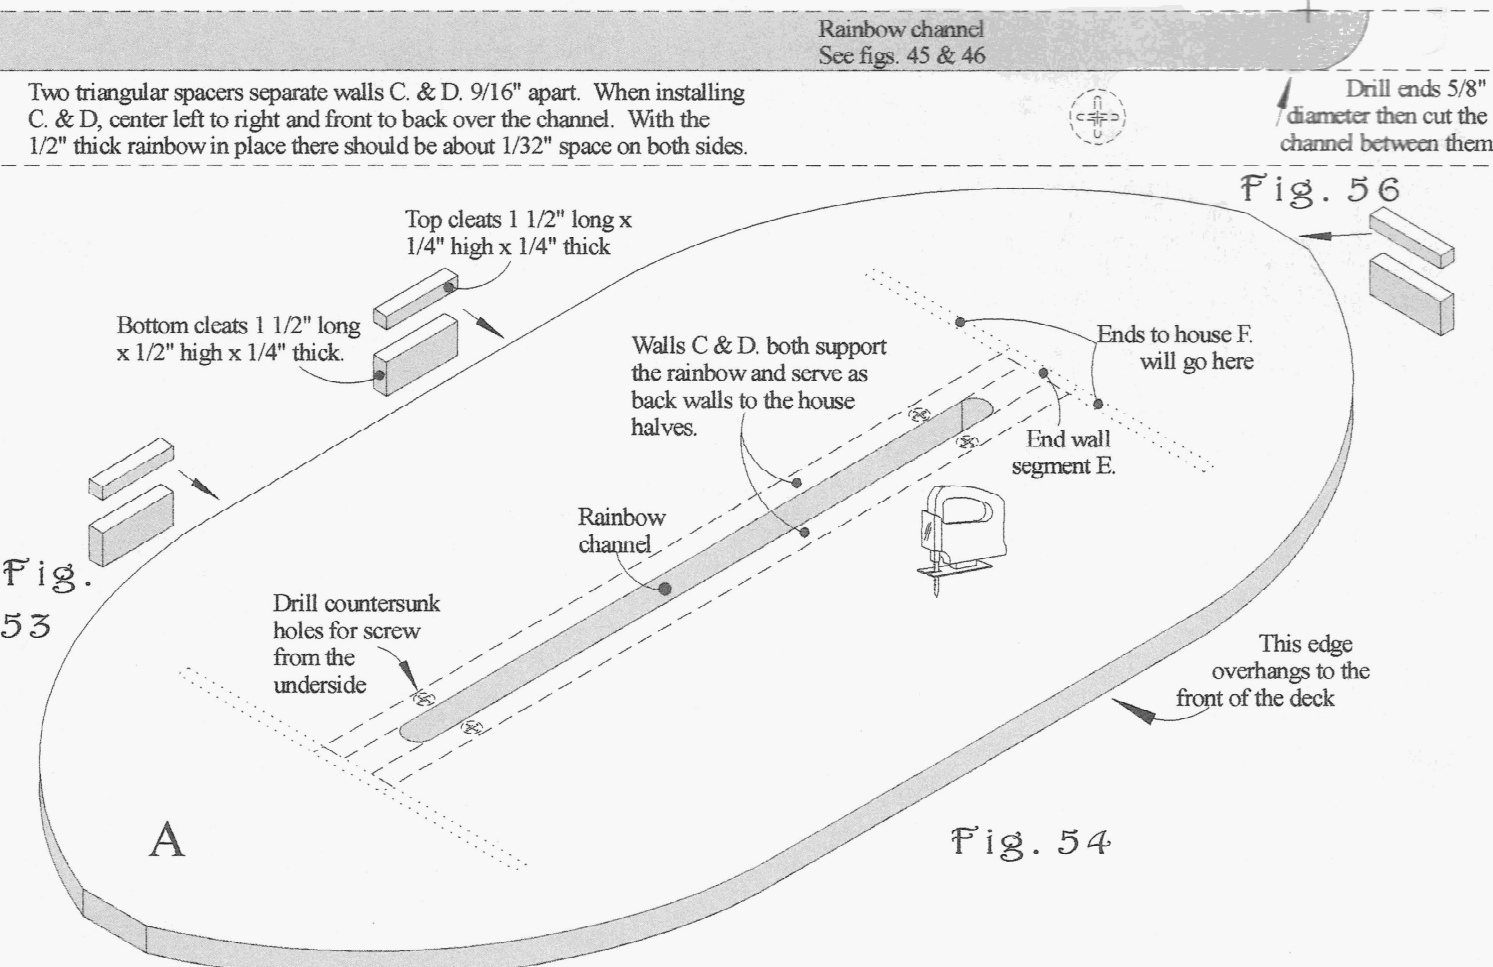 Rainbow channel
See figs. 45 & 46
Two triangular spacers separate walls C. & D. 9/16" apart. When installing
C. & D, center left to right and front to back over the channel. With the
1/2" thick rainbow in place there should be about 1/32" space on both sides.
Drill ends 5/8"
diameter then cut the
channel between them
Fig. 56
Top cleats 1 1/2" long x
1/4" high x 1/4" thick
Bottom cleats 1 1/2" long
x 1/2" high x 1/4" thick.
Walls C & D. both support
the rainbow and serve as
back walls to the house
halves.
Ends to house F.
will go here
End wall
segment E.
Rainbow
channel
Fig.
53
Drill countersunk
holes for screw
from the
underside
This edge
overhangs to the
front of the deck
A
Fig. 54